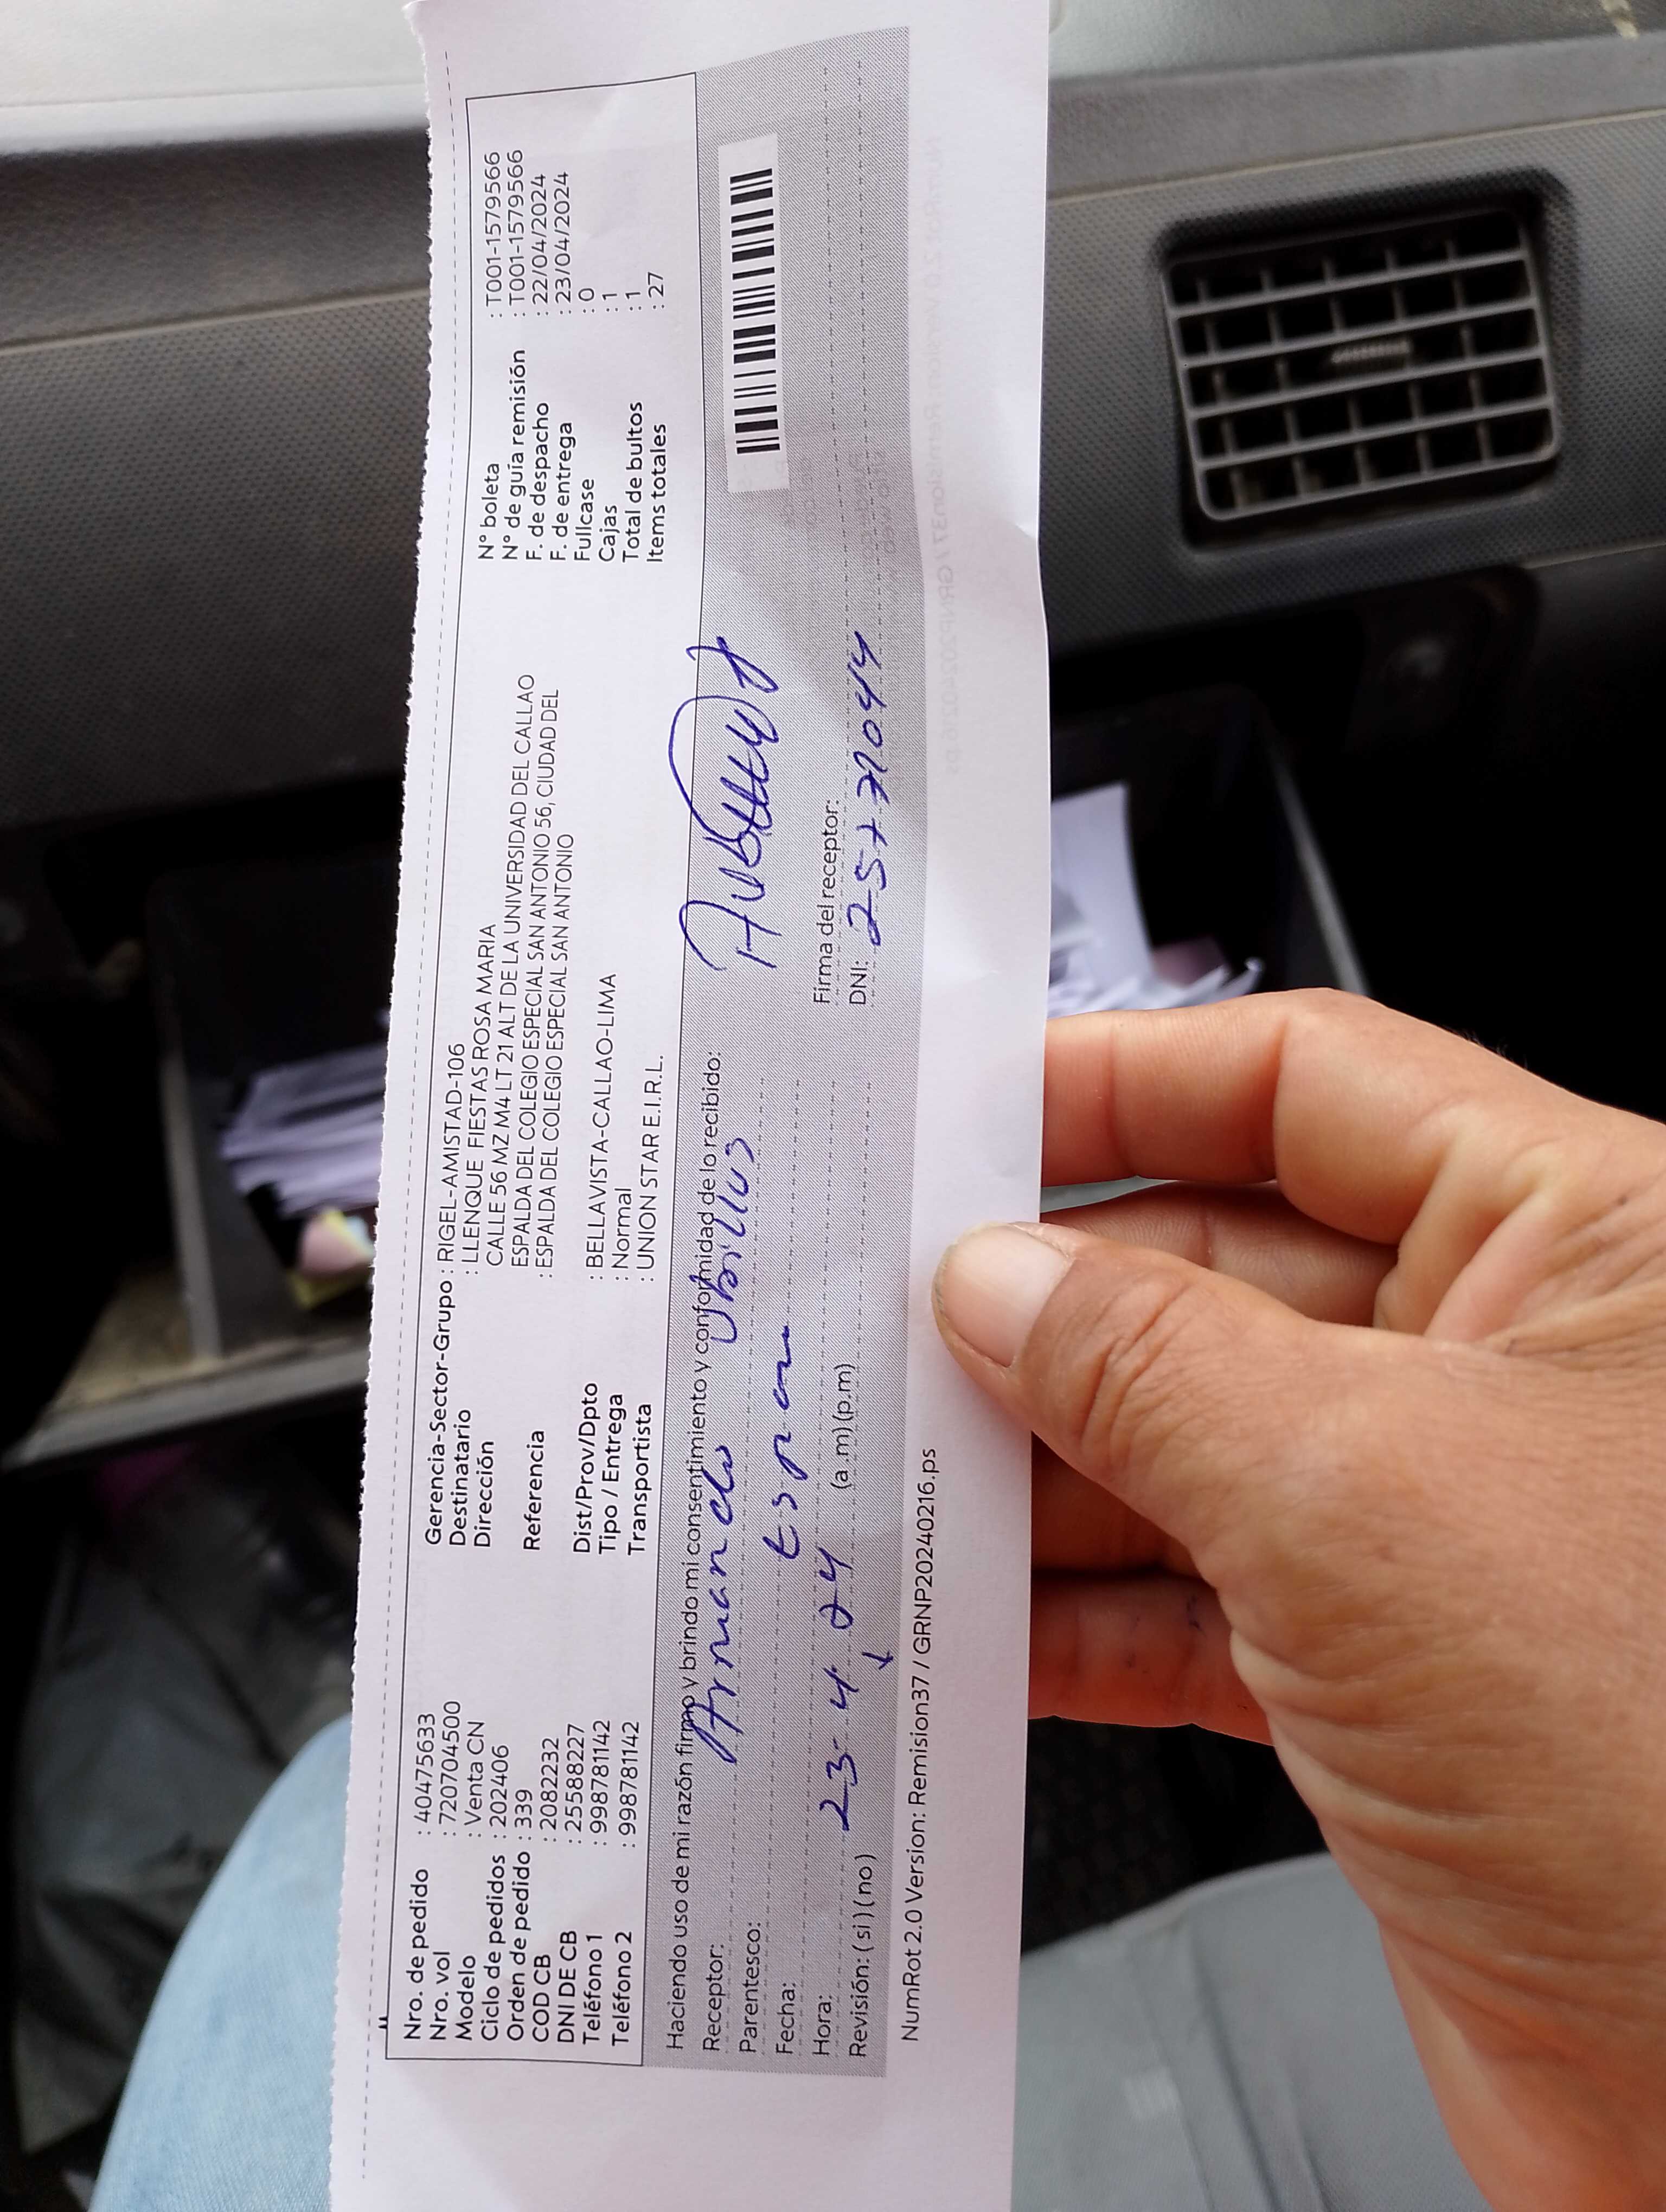 Nro. de pedido : 40475633
Nro. vol : 720704500
Modelo : Venta CN
Ciclo de pedidos : 202406
Orden de pedido : 339
COD CB : 2082232
DNI DE CB : 25588227
Teléfono 1 : 998781142
Teléfono 2 : 998781142
Gerencia-Sector-Grupo : RIGEL-AMISTAD-106
Destinatario : LLENQUE FIESTAS ROSA MARIA
Dirección CALLE 56 MZ M4 LT 21 ALT DE LA UNIVERSIDAD DEL CALLAO
ESPALDA DEL COLEGIO ESPECIAL SAN ANTONIO 56, CIUDAD DEL
Referencia : ESPALDA DEL COLEGIO ESPECIAL SAN ANTONIO
Dist/Prov/Dpto : BELLAVISTA-CALLAO-LIMA
Tipo / Entrega : Normal
Transportista : UNION STAR E.I.R.L.
N° boleta : T001-1579566
N° de guía remisión : T001-1579566
F. de despacho : 22/04/2024
F. de entrega : 23/04/2024
Fullcase : 0
Cajas : 1
Total de bultos : 1
Items totales : 27
Haciendo uso de mi razón firmo y brindo mi consentimiento y conformidad de lo recibido:
Receptor: Armando Ubillus
Parentesco:
Fecha: 23-4 24
Hora: (a.m) (p.m)
Revisión: ( si ) ( no )
Firma del receptor:
DNI:
NumRot 2.0 Version: Remision37 / GRNP20240216.ps